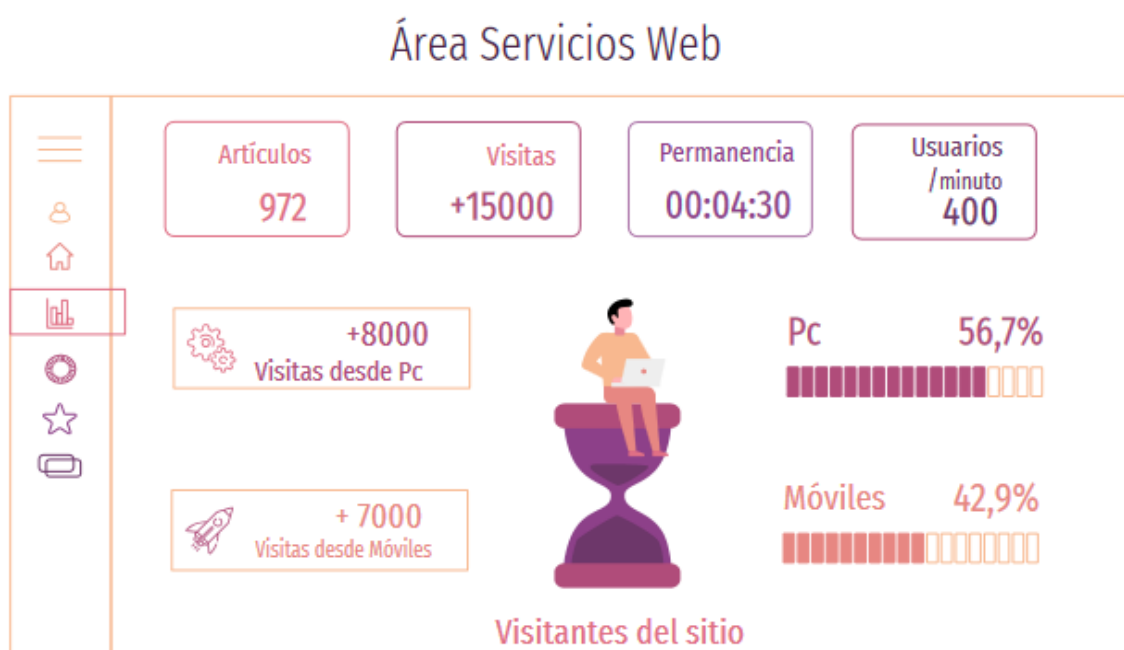 Área Servicios Web
Artículos
972
Visitas
+15000
Permanencia
00:04:30
Usuarios
/minuto
400
+8000
Visitas desde Pc
Pc 56,7%
+ 7000
Visitas desde Móviles
Móviles 42,9%
Visitantes del sitio